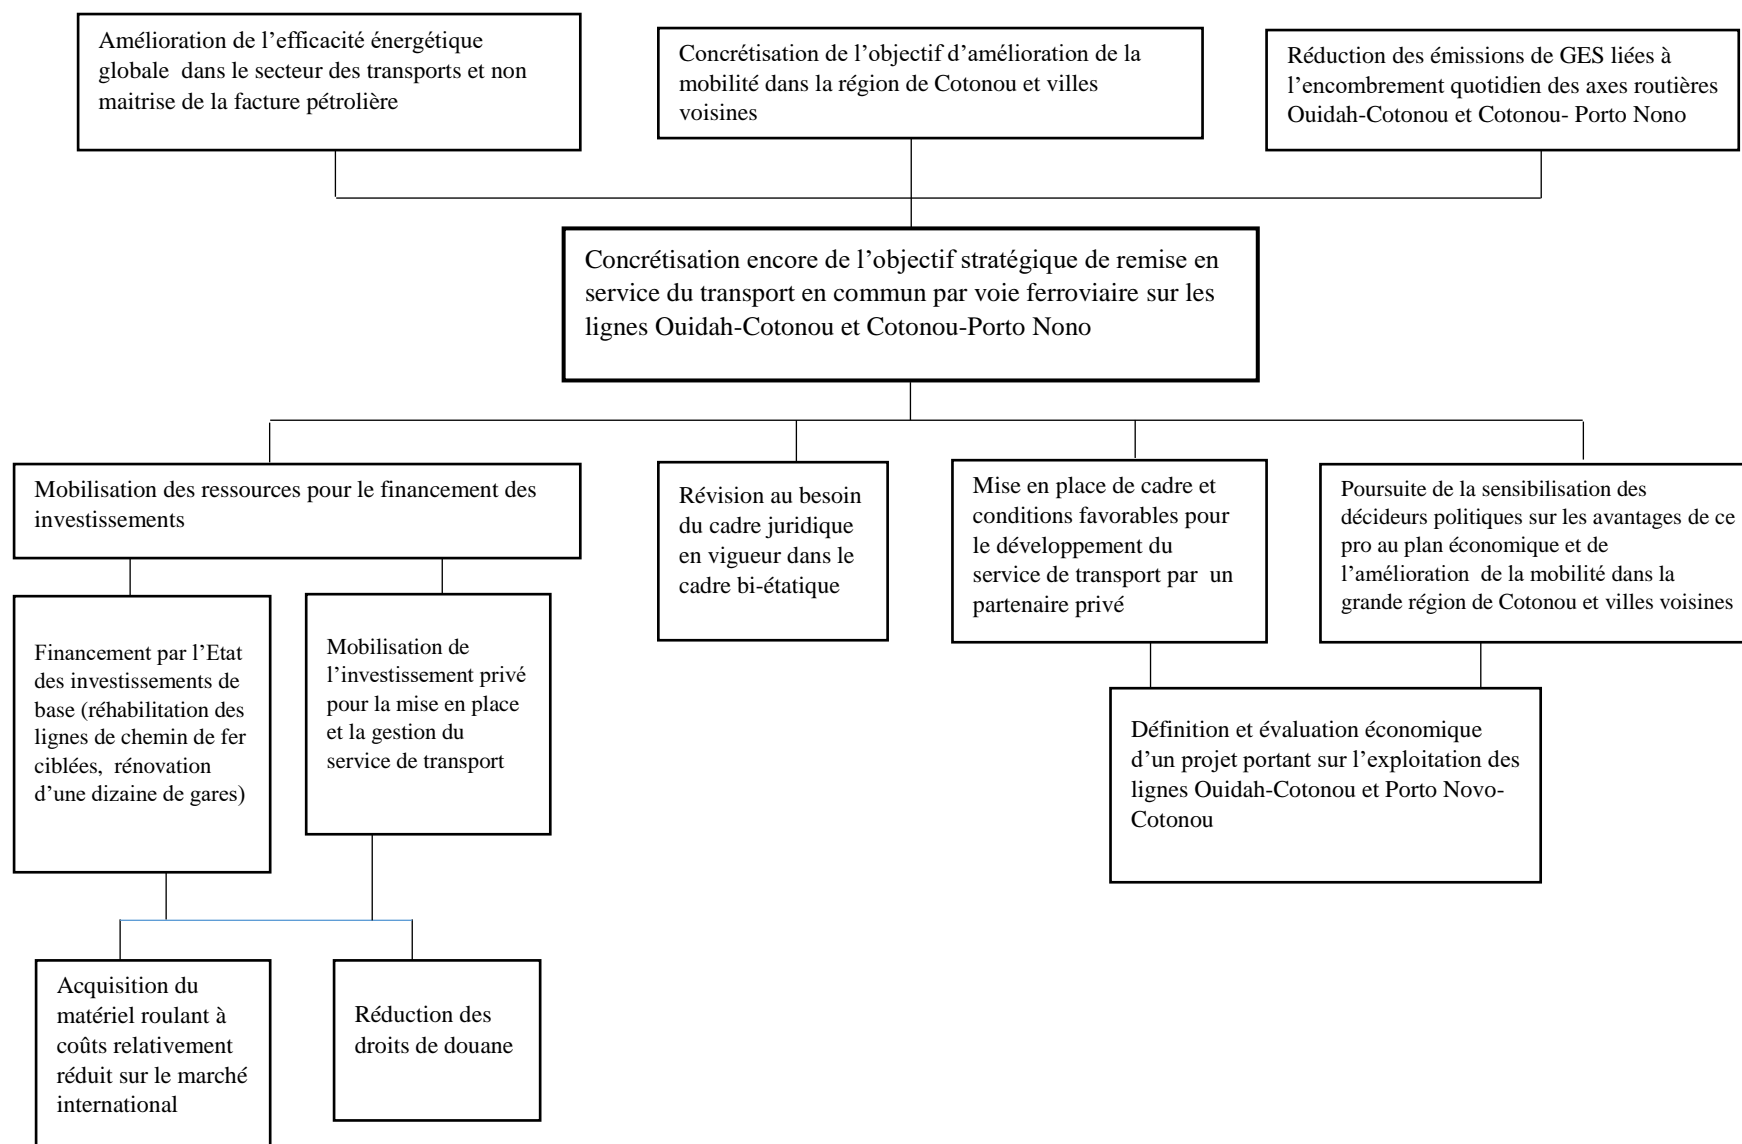 Amélioration de l’efficacité énergétique
globale dans le secteur des transports et non
maitrise de la facture pétrolière
Concrétisation de l’objectif d’amélioration de la
mobilité dans la région de Cotonou et villes
voisines
Réduction des émissions de GES liées à
l’encombrement quotidien des axes routières
Ouidah-Cotonou et Cotonou- Porto Nono
Concrétisation encore de l’objectif stratégique de remise en
service du transport en commun par voie ferroviaire sur les
lignes Ouidah-Cotonou et Cotonou-Porto Nono
Mobilisation des ressources pour le financement des
investissements
Révision au besoin
du cadre juridique
en vigueur dans le
cadre bi-étatique
Mise en place de cadre et
conditions favorables pour
le développement du
service de transport par un
partenaire privé
Poursuite de la sensibilisation des
décideurs politiques sur les avantages de ce
pro au plan économique et de
l’amélioration de la mobilité dans la
grande région de Cotonou et villes voisines
Financement par l’Etat
des investissements de
base (réhabilitation des
lignes de chemin de fer
ciblées, rénovation
d’une dizaine de gares)
Mobilisation de
l’investissement privé
pour la mise en place
et la gestion du
service de transport
Définition et évaluation économique
d’un projet portant sur l’exploitation des
lignes Ouidah-Cotonou et Porto Novo-
Cotonou
Acquisition du
matériel roulant à
coûts relativement
réduit sur le marché
international
Réduction des
droits de douane